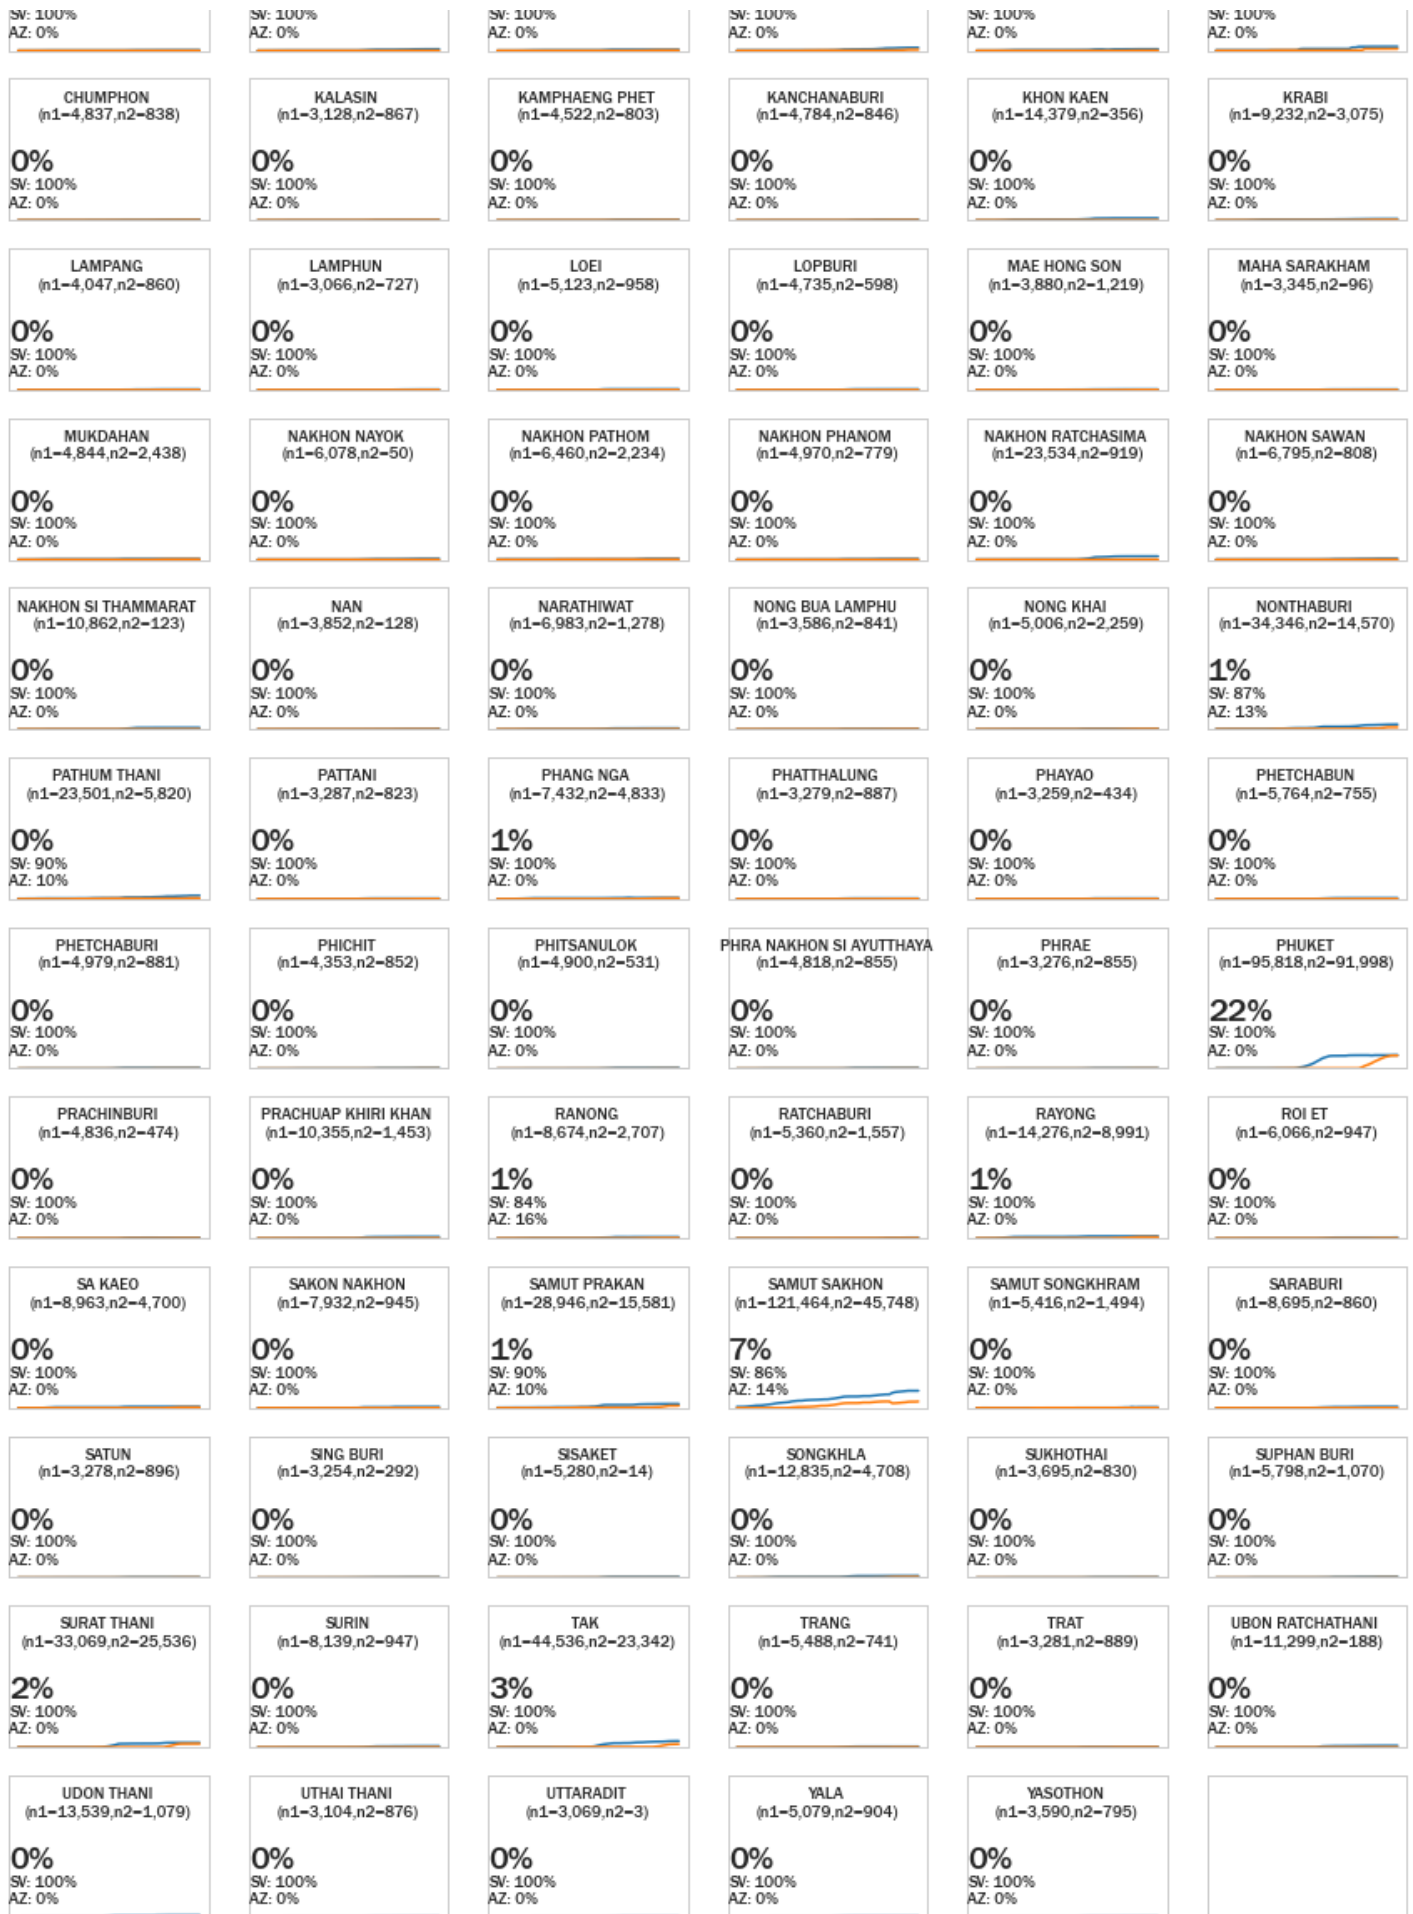 SV: 100% SV: 100% SV: 100% SV: 100% SV: 100% SV: 100%
AZ: 0% AZ: 0% AZ: 0% AZ: 0% AZ: 0% AZ: 0%
CHUMPHON KALASIN KAMPHAENG PHET KANCHANABURI KHON KAEN KRABI
(n1=4,837,n2=838) (n1=3,128,n2=867) (n1=4,522,n2=803) (n1=4,784,n2=846) (n1=14,379,n2=356) (n1=9,232,n2=3,075)
0% 0% 0% 0% 0% 0%
SV: 100% SV: 100% SV: 100% SV: 100% SV: 100% SV: 100%
AZ: 0% AZ: 0% AZ: 0% AZ: 0% AZ: 0% AZ: 0%
LAMPANG LAMPHUN LOEI LOPBURI MAE HONG SON MAHA SARAKHAM
(n1=4,047,n2=860) (n1=3,066,n2=727) (n1=5,123,n2=958) (n1=4,735,n2=598) (n1=3,880,n2=1,219) (n1=3,345,n2=96)
0% 0% 0% 0% 0% 0%
SV: 100% SV: 100% SV: 100% SV: 100% SV: 100% SV: 100%
AZ: 0% AZ: 0% AZ: 0% AZ: 0% AZ: 0% AZ: 0%
MUKDAHAN NAKHON NAYOK NAKHON PATHOM NAKHON PHANOM NAKHON RATCHASIMA NAKHON SAWAN
(n1=4,844,n2=2,438) (n1=6,078,n2=50) (n1=6,460,n2=2,234) (n1=4,970,n2=779) (n1=23,534,n2=919) (n1=6,795,n2=808)
0% 0% 0% 0% 0% 0%
SV: 100% SV: 100% SV: 100% SV: 100% SV: 100% SV: 100%
AZ: 0% AZ: 0% AZ: 0% AZ: 0% AZ: 0% AZ: 0%
NAKHON SI THAMMARAT NAN NARATHIWAT NONG BUA LAMPHU NONG KHAI NONTHABURI
(n1=10,862,n2=123) (n1=3,852,n2=128) (n1=6,983,n2=1,278) (n1=3,586,n2=841) (n1=5,006,n2=2,259) (n1=34,346,n2=14,570)
0% 0% 0% 0% 0% 1%
SV: 100% SV: 100% SV: 100% SV: 100% SV: 100% SV: 87%
AZ: 0% AZ: 0% AZ: 0% AZ: 0% AZ: 0% AZ: 13%
PATHUM THANI PATTANI PHANG NGA PHATTHALUNG PHAYAO PHETCHABUN
(n1=23,501,n2=5,820) (n1=3,287,n2=823) (n1=7,432,n2=4,833) (n1=3,279,n2=887) (n1=3,259,n2=434) (n1=5,764,n2=755)
0% 0% 1% 0% 0% 0%
SV: 90% SV: 100% SV: 100% SV: 100% SV: 100% SV: 100%
AZ: 10% AZ: 0% AZ: 0% AZ: 0% AZ: 0% AZ: 0%
PHETCHABURI PHICHIT PHITSANULOK PHRA NAKHON SI AYUTTHAYA PHRAE PHUKET
(n1=4,979,n2=881) (n1=4,353,n2=852) (n1=4,900,n2=531) (n1=4,818,n2=855) (n1=3,276,n2=855) (n1=95,818,n2=91,998)
0% 0% 0% 0% 0% 22%
SV: 100% SV: 100% SV: 100% SV: 100% SV: 100% SV: 100%
AZ: 0% AZ: 0% AZ: 0% AZ: 0% AZ: 0% AZ: 0%
PRACHINBURI PRACHUAP KHIRI KHAN RANONG RATCHABURI RAYONG ROI ET
(n1=4,836,n2=474) (n1=10,355,n2=1,453) (n1=8,674,n2=2,707) (n1=5,360,n2=1,557) (n1=14,276,n2=8,991) (n1=6,066,n2=947)
0% 0% 1% 0% 1% 0%
SV: 100% SV: 100% SV: 84% SV: 100% SV: 100% SV: 100%
AZ: 0% AZ: 0% AZ: 16% AZ: 0% AZ: 0% AZ: 0%
SA KAEO SAKON NAKHON SAMUT PRAKAN SAMUT SAKHON SAMUT SONGKHRAM SARABURI
(n1=8,963,n2=4,700) (n1=7,932,n2=945) (n1=28,946,n2=15,581) (n1=121,464,n2=45,748) (n1=5,416,n2=1,494) (n1=8,695,n2=860)
0% 0% 1% 7% 0% 0%
SV: 100% SV: 100% SV: 90% SV: 86% SV: 100% SV: 100%
AZ: 0% AZ: 0% AZ: 10% AZ: 14% AZ: 0% AZ: 0%
SATUN SING BURI SISAKET SONGKHLA SUKHOTHAI SUPHAN BURI
(n1=3,278,n2=896) (n1=3,254,n2=292) (n1=5,280,n2=14) (n1=12,835,n2=4,708) (n1=3,695,n2=830) (n1=5,798,n2=1,070)
0% 0% 0% 0% 0% 0%
SV: 100% SV: 100% SV: 100% SV: 100% SV: 100% SV: 100%
AZ: 0% AZ: 0% AZ: 0% AZ: 0% AZ: 0% AZ: 0%
SURAT THANI SURIN TAK TRANG TRAT UBON RATCHATHANI
(n1=33,069,n2=25,536) (n1=8,139,n2=947) (n1=44,536,n2=23,342) (n1=5,488,n2=741) (n1=3,281,n2=889) (n1=11,299,n2=188)
2% 0% 3% 0% 0% 0%
SV: 100% SV: 100% SV: 100% SV: 100% SV: 100% SV: 100%
AZ: 0% AZ: 0% AZ: 0% AZ: 0% AZ: 0% AZ: 0%
UDON THANI UTHAI THANI UTTARADIT YALA YASOTHON
(n1=13,539,n2=1,079) (n1=3,104,n2=876) (n1=3,069,n2=3) (n1=5,079,n2=904) (n1=3,590,n2=795)
0% 0% 0% 0% 0%
SV: 100% SV: 100% SV: 100% SV: 100% SV: 100%
AZ: 0% AZ: 0% AZ: 0% AZ: 0% AZ: 0%